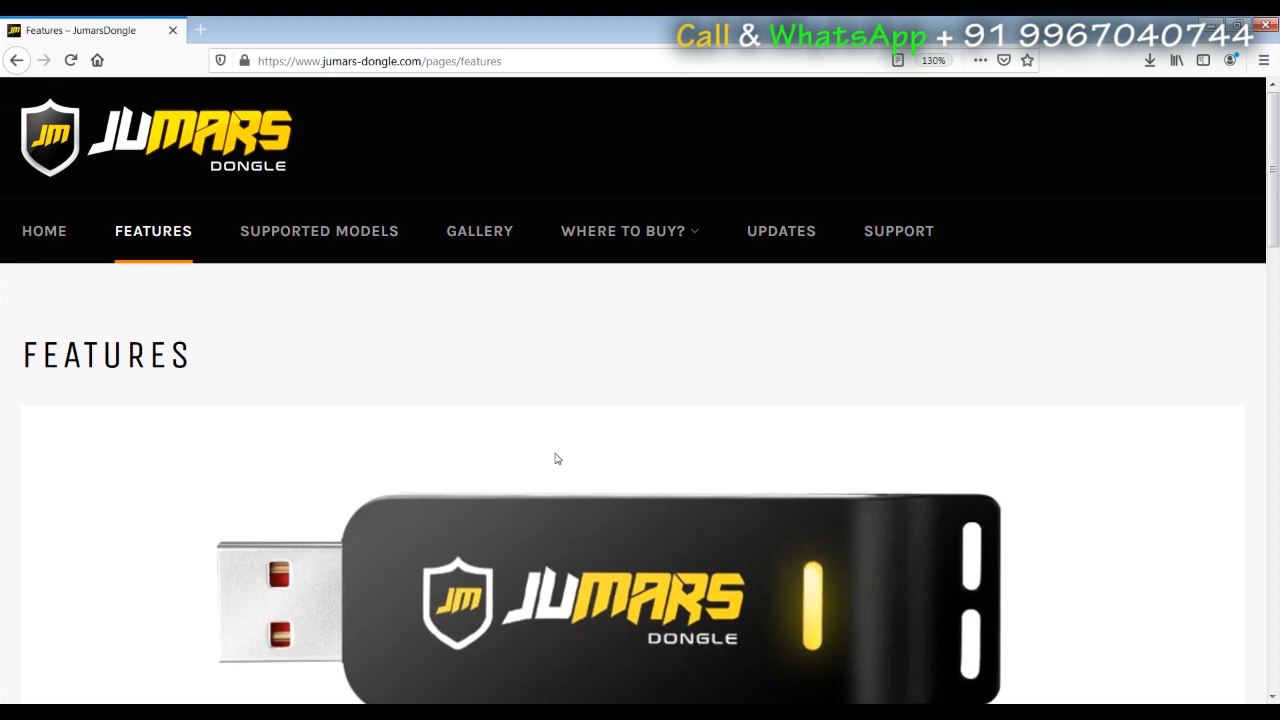 Features – JumarsDongle
Call & WhatsApp + 91 9967040744
https://www.jumars-dongle.com/pages/features
130%
JM JUMARS
DONGLE
HOME FEATURES SUPPORTED MODELS GALLERY WHERE TO BUY? UPDATES SUPPORT
FEATURES
JM JUMARS
DONGLE